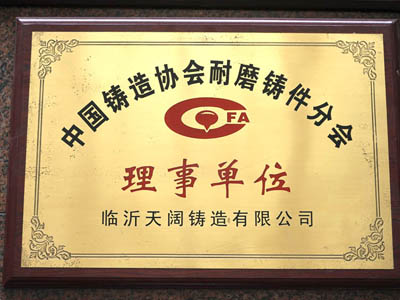 中国铸造协会耐磨铸件分会
CFA
理事单位
临沂天阔铸造有限公司